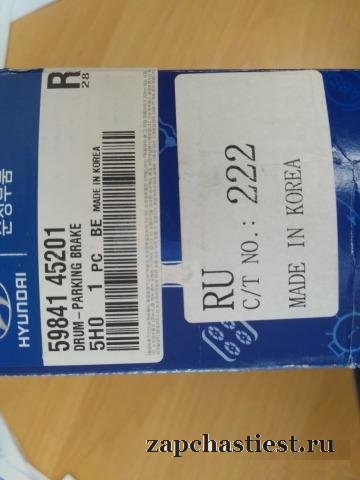 HYUNDAI
순정부품
R
28
59841 45201
DRUM-PARKING BRAKE
5H0 1 PC BE MADE IN KOREA
RU
C/T NO.: 222
MADE IN KOREA
zapchastiest.ru